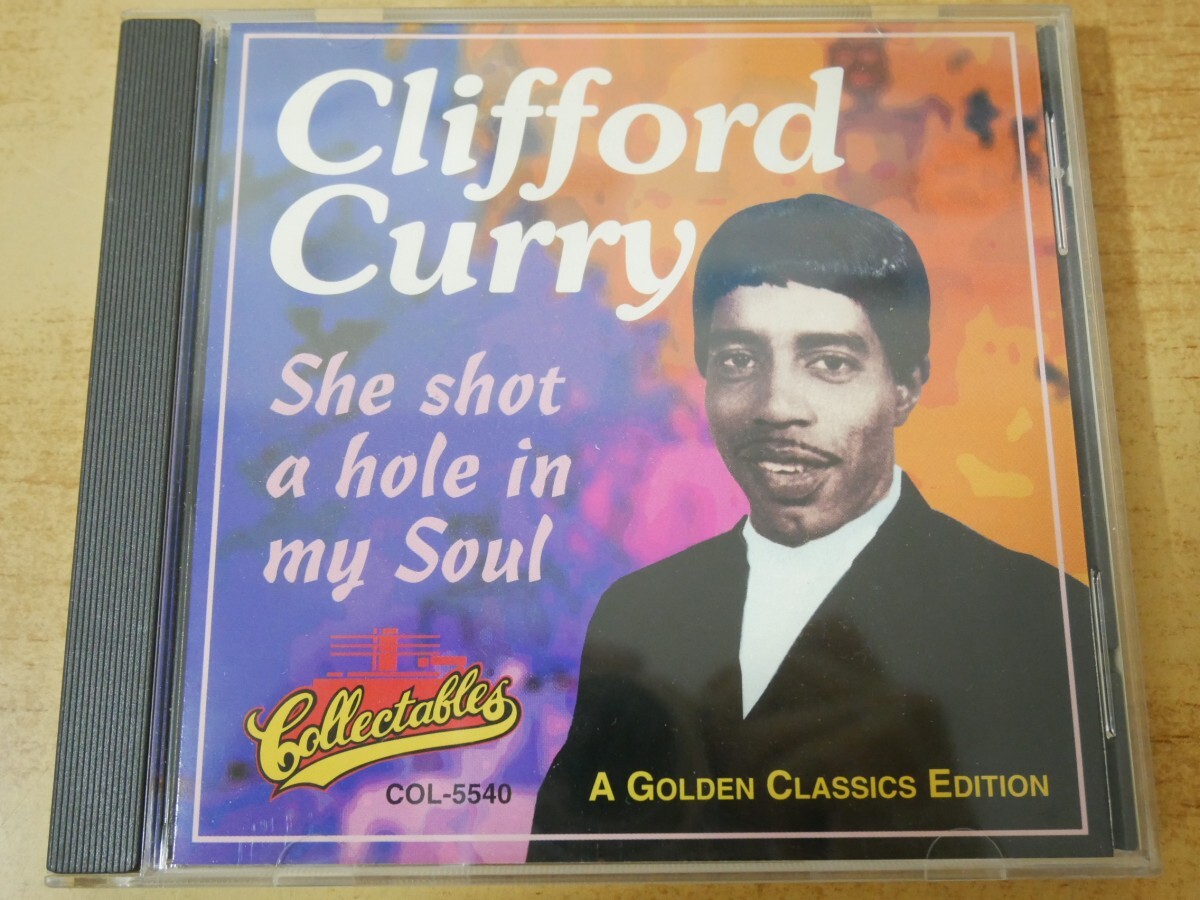 Clifford
Curry
She shot
a hole in
my Soul
Collectables
COL-5540
A GOLDEN CLASSICS EDITION